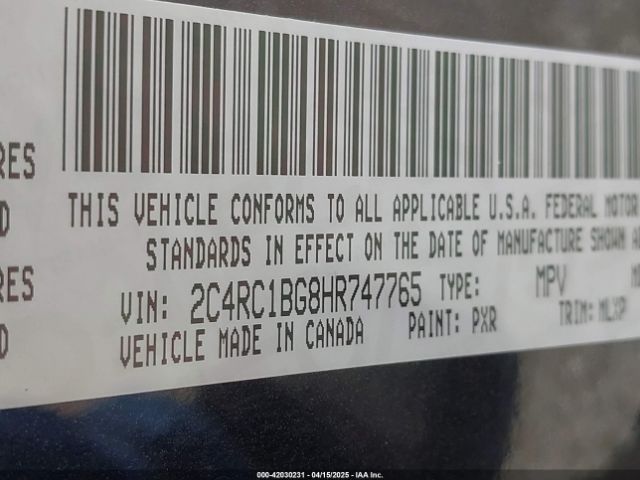 RES
THIS VEHICLE CONFORMS TO ALL APPLICABLE U.S.A. FEDERAL MOTOR
D
STANDARDS IN EFFECT ON THE DATE OF MANUFACTURE SHOWN
RES
VIN: 2C4RC1BG8HR747765 TYPE: MPV
D
VEHICLE MADE IN CANADA PAINT: PXR TRIM: MLXP
000-42030231 - 04/15/2025 - IAA Inc.